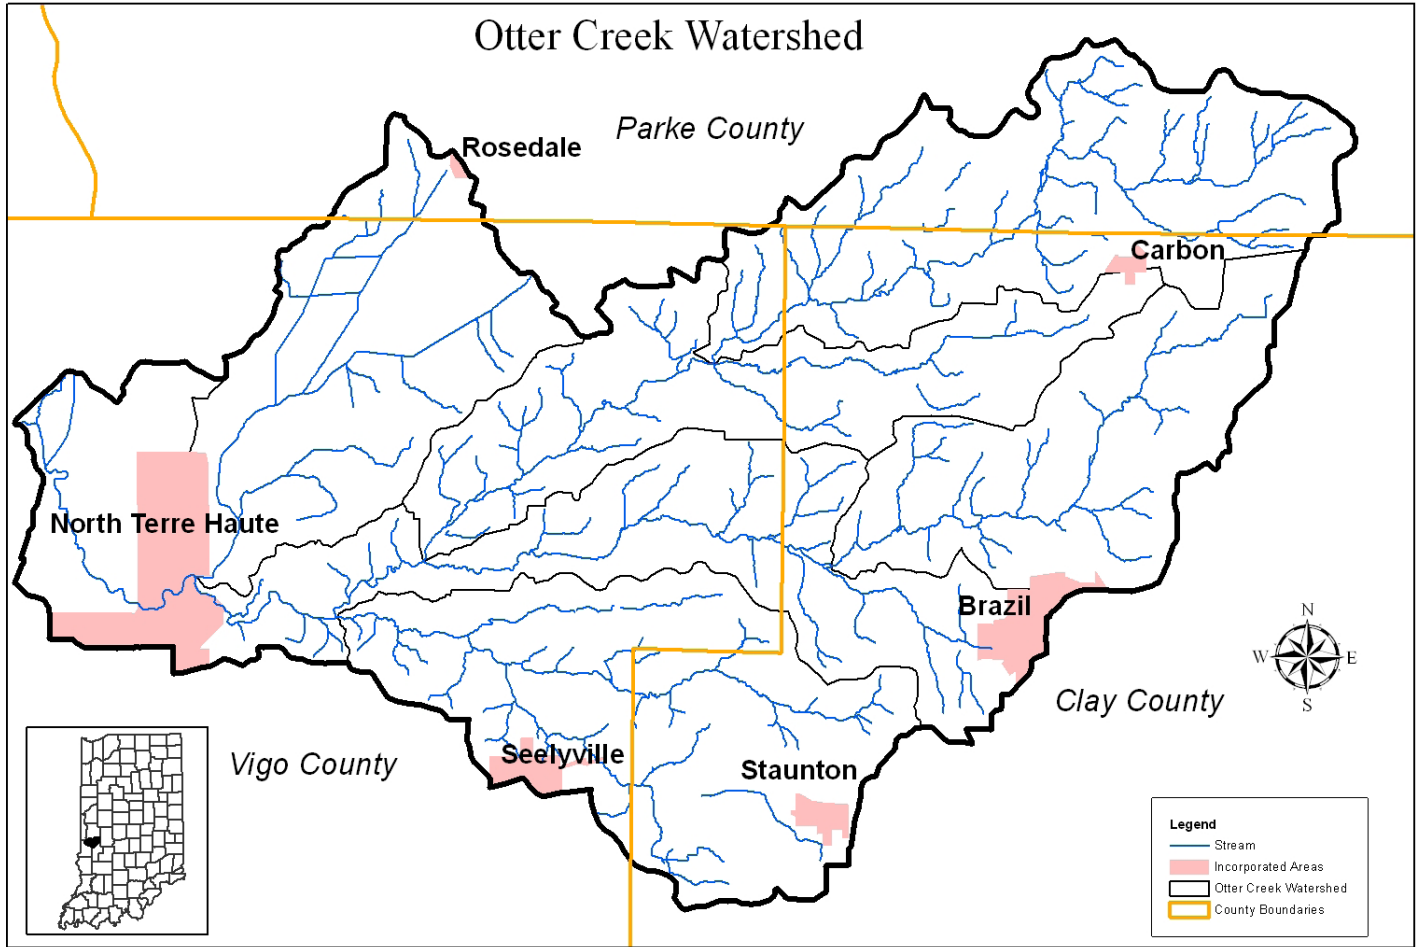 Otter Creek Watershed
Parke County
Rosedale
Carbon
North Terre Haute
Brazil
N
W E
S
Clay County
Vigo County
Seelyville
Staunton
Legend
Stream
Incorporated Areas
Otter Creek Watershed
County Boundaries